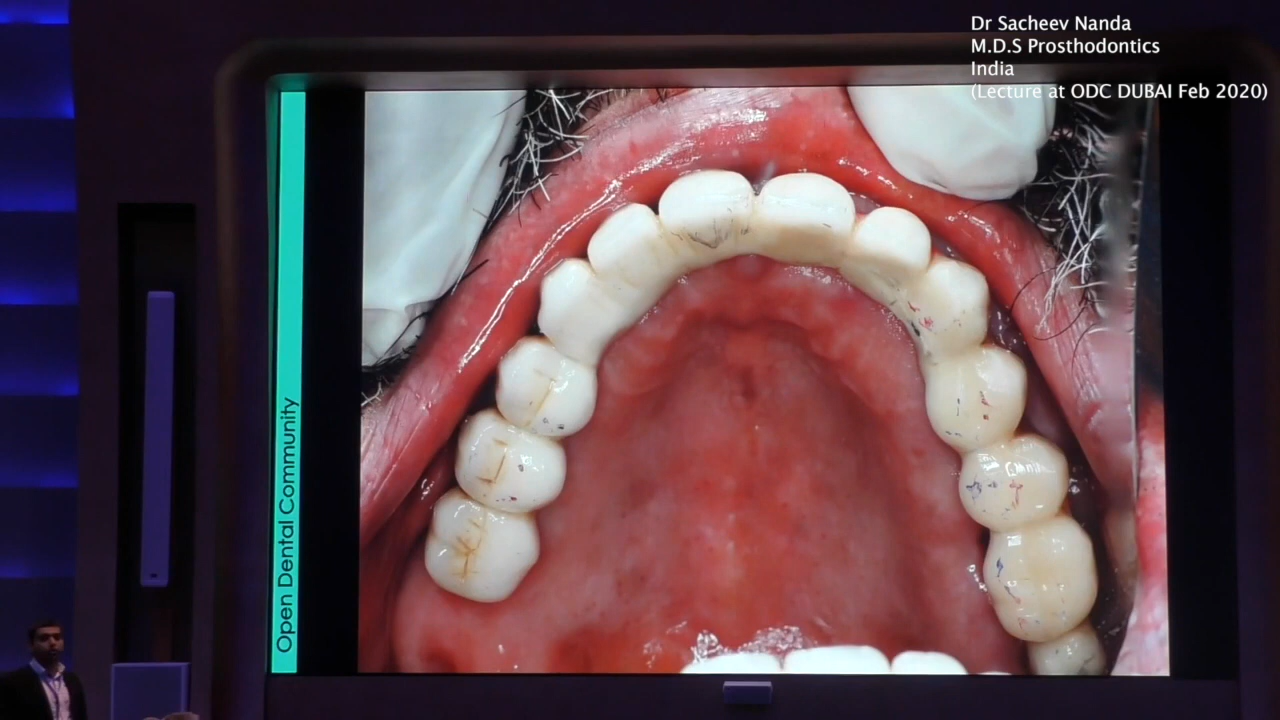 Dr Sacheev Nanda
M.D.S Prosthodontics
India
(Lecture at ODC DUBAI Feb 2020)
Open Dental Community